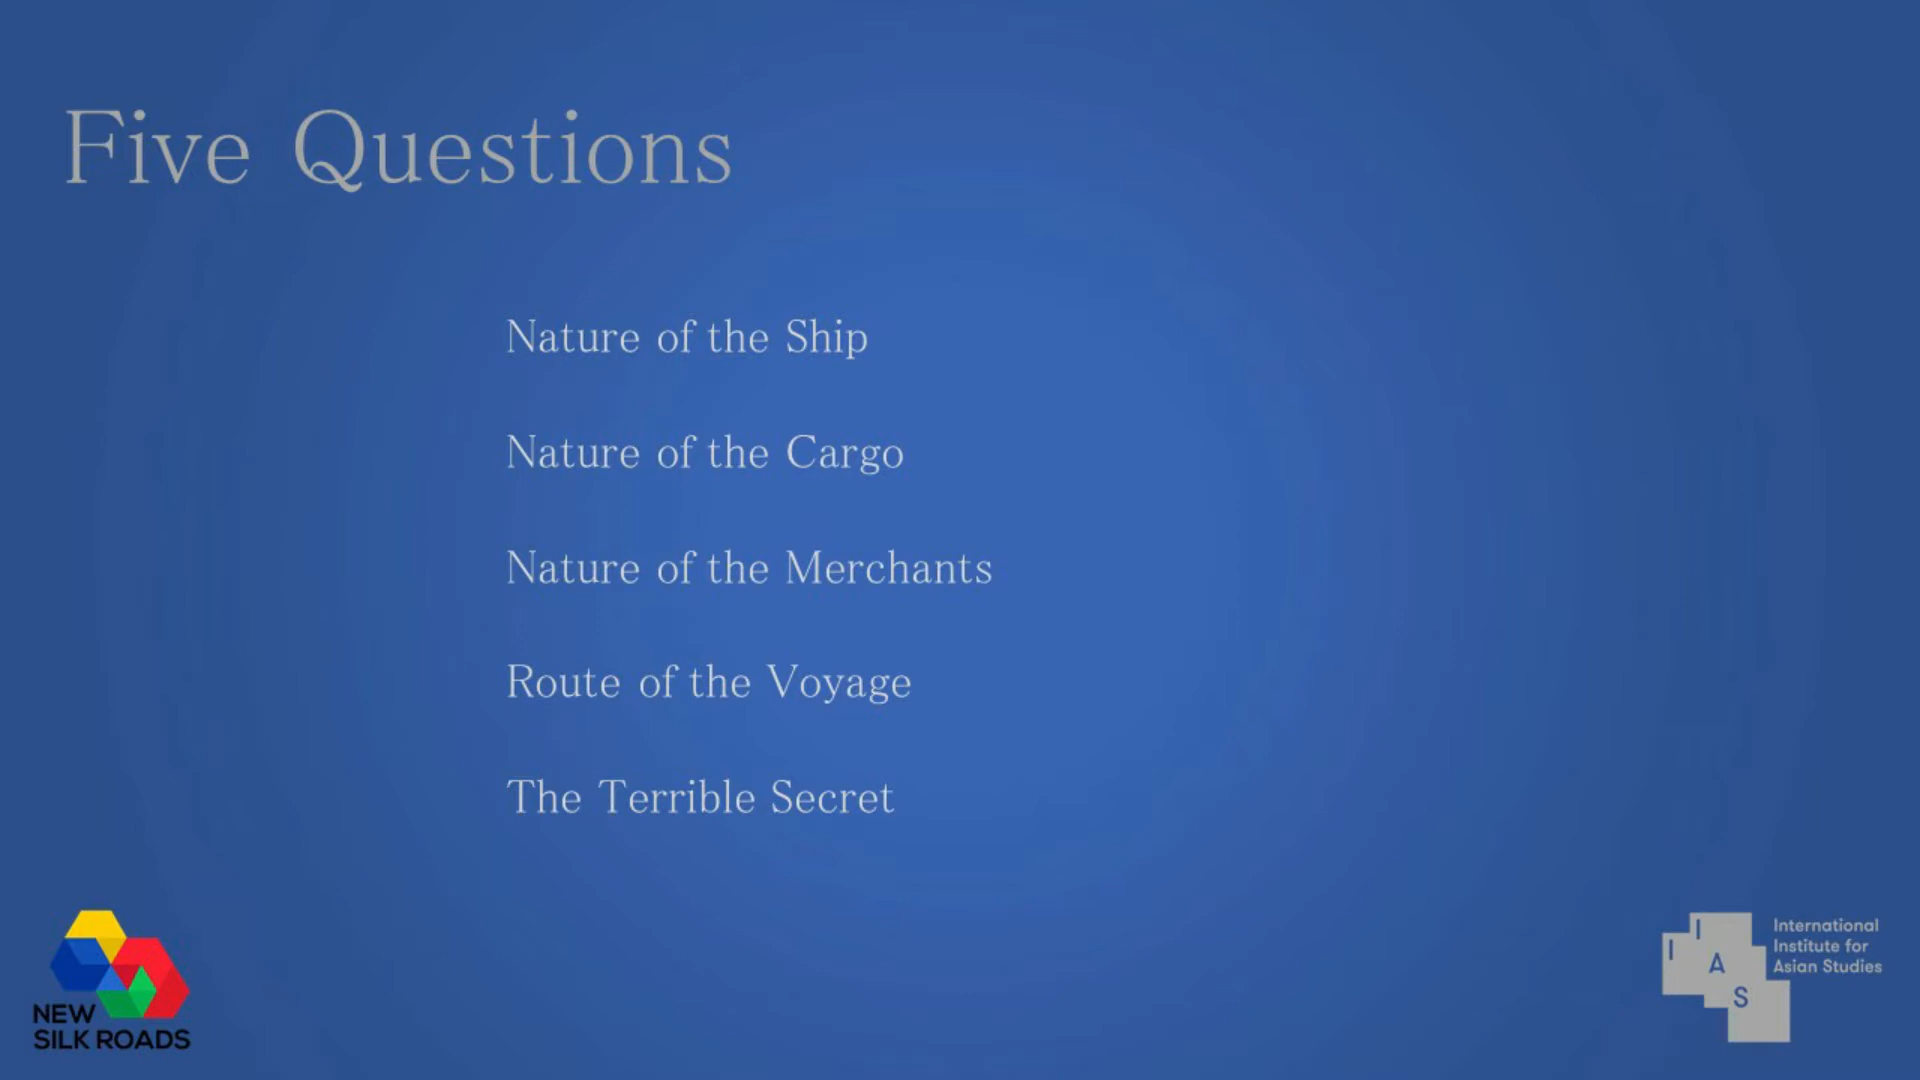 Five Questions
Nature of the Ship
Nature of the Cargo
Nature of the Merchants
Route of the Voyage
The Terrible Secret
NEW
SILK ROADS
I
I
A
S
International
Institute for
Asian Studies